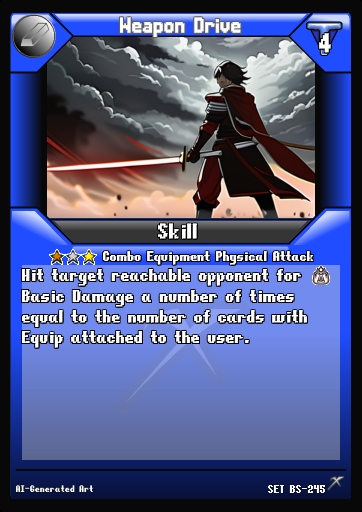 Weapon Drive
4
Skill
Combo Equipment Physical Attack
Hit target reachable opponent for
Basic Damage a number of times
equal to the number of cards with
Equip attached to the user.
AI-Generated Art
SET BS-245